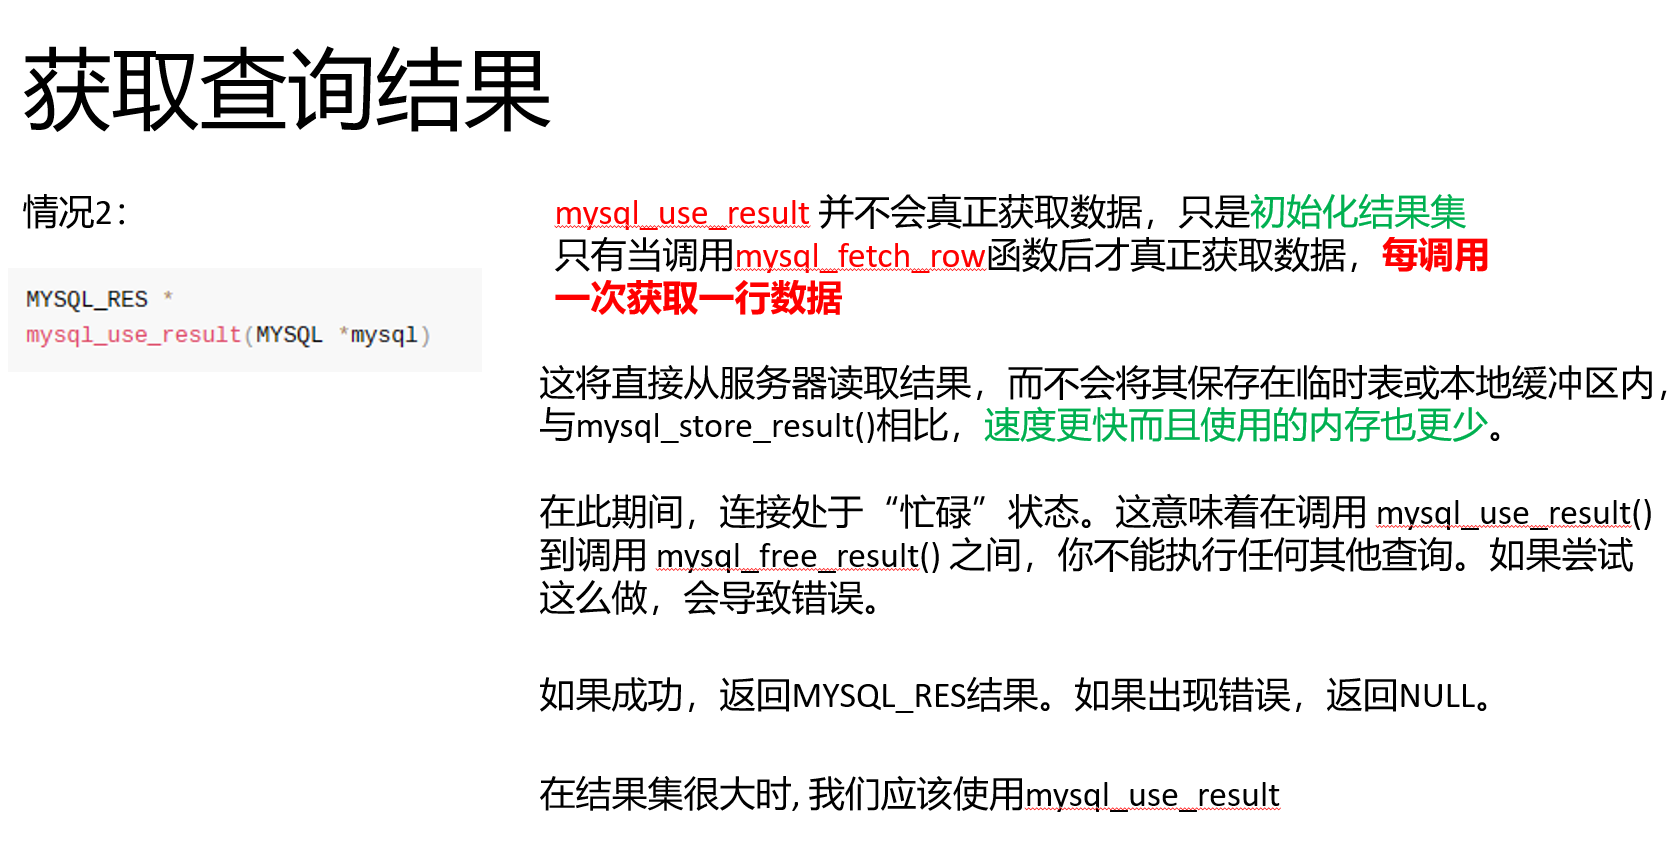 获取查询结果
情况2：
MYSQL_RES *
mysql_use_result(MYSQL *mysql)
mysql_use_result 并不会真正获取数据，只是初始化结果集
只有当调用mysql_fetch_row函数后才真正获取数据，每调用
一次获取一行数据
这将直接从服务器读取结果，而不会将其保存在临时表或本地缓冲区内，
与mysql_store_result()相比，速度更快而且使用的内存也更少。
在此期间，连接处于“忙碌”状态。这意味着在调用 mysql_use_result()
到调用 mysql_free_result() 之间，你不能执行任何其他查询。如果尝试
这么做，会导致错误。
如果成功，返回MYSQL_RES结果。如果出现错误，返回NULL。
在结果集很大时, 我们应该使用mysql_use_result